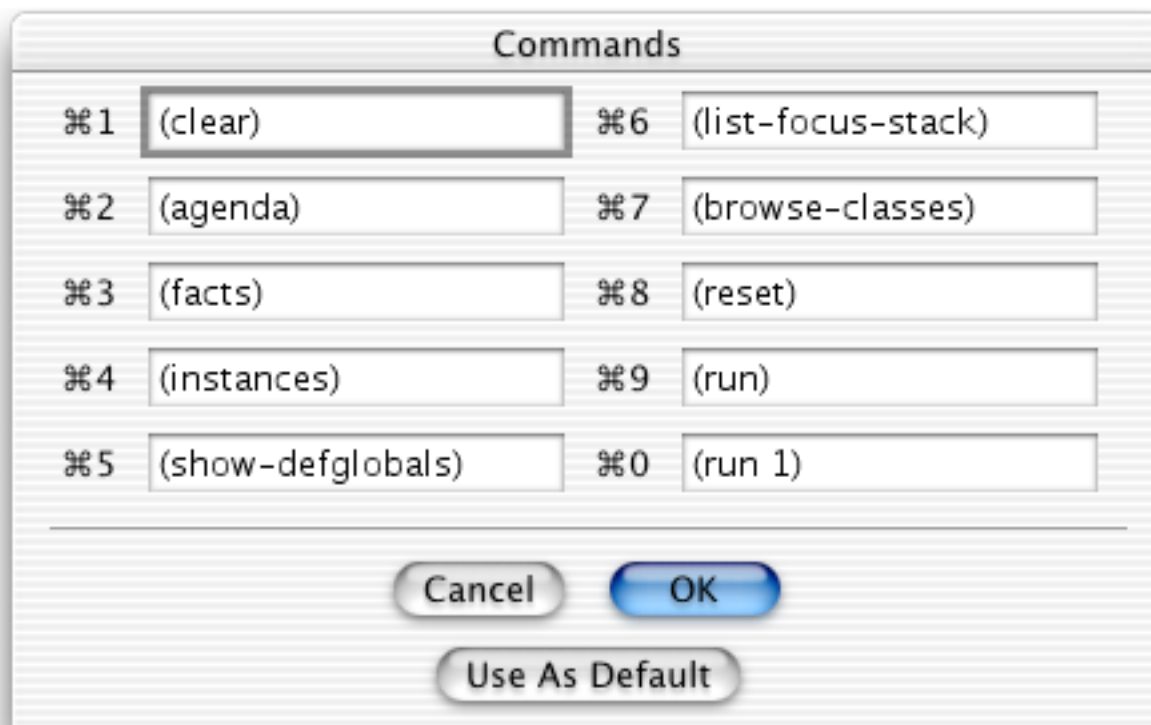 Commands
⌘1 (clear) ⌘6 (list-focus-stack)
⌘2 (agenda) ⌘7 (browse-classes)
⌘3 (facts) ⌘8 (reset)
⌘4 (instances) ⌘9 (run)
⌘5 (show-defglobals) ⌘0 (run 1)
Cancel OK
Use As Default